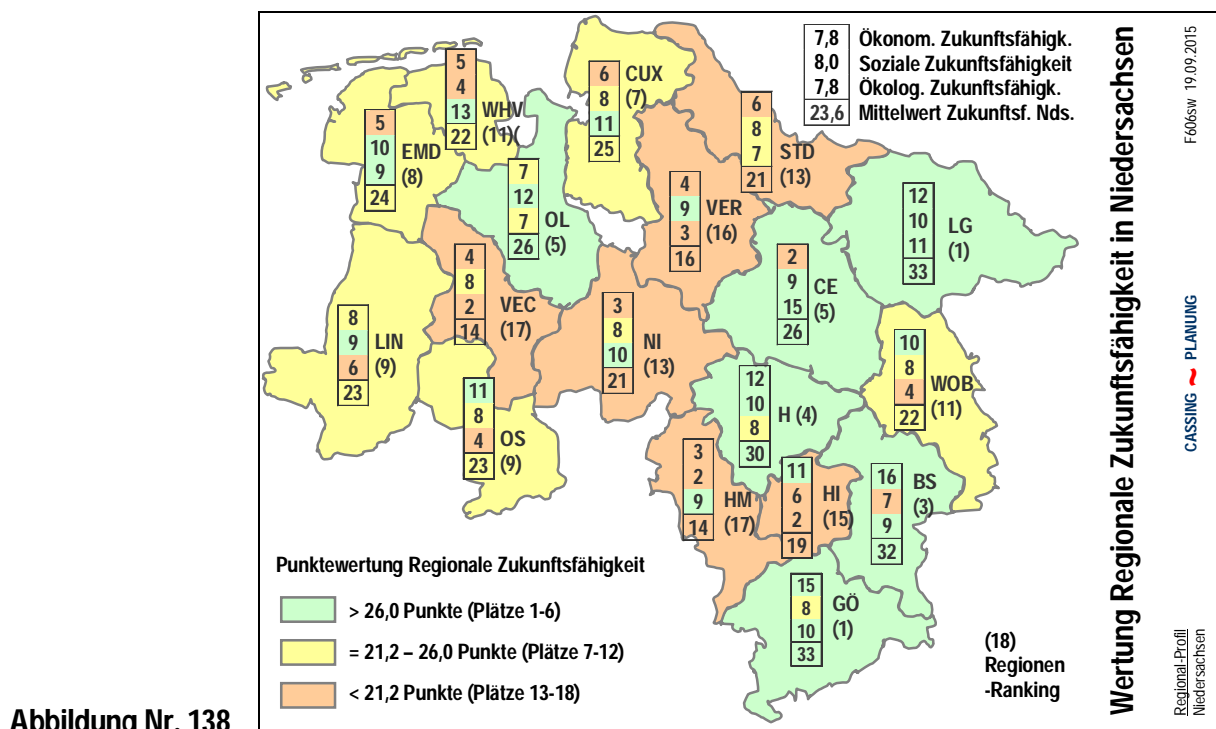 7,8 Ökonom. Zukunftsfähigk.
8,0 Soziale Zukunftsfähigkeit
7,8 Ökolog. Zukunftsfähigk.
23,6 Mittelwert Zukunftsf. Nds.
5
4
13
22
WHV
(11)(
6
8
11
25
CUX
(7)
6
8
7
21
STD
(13)
5
10
9
24
EMD
(8)
7
12
7
26
OL
(5)
4
9
3
16
VER
(16)
12
10
11
33
LG
(1)
4
8
2
14
VEC
(17)
2
9
15
26
CE
(5)
8
9
6
23
LIN
(9)
3
8
10
21
NI
(13)
10
8
4
22
WOB
(11)
11
8
4
23
OS
(9)
12
10
8
30
H (4)
3
2
9
14
HM
(17)
11
6
2
19
HI
(15)
16
7
9
32
BS
(3)
15
8
10
33
GÖ
(1)
Punktewertung Regionale Zukunftsfähigkeit
> 26,0 Punkte (Plätze 1-6)
= 21,2 – 26,0 Punkte (Plätze 7-12)
< 21,2 Punkte (Plätze 13-18)
(18)
Regionen
-Ranking
Wertung Regionale Zukunftsfähigkeit in Niedersachsen
F606sw 19.09.2015
CASSING ~ PLANUNG
Regional-Profil
Niedersachsen
Abbildung Nr. 138